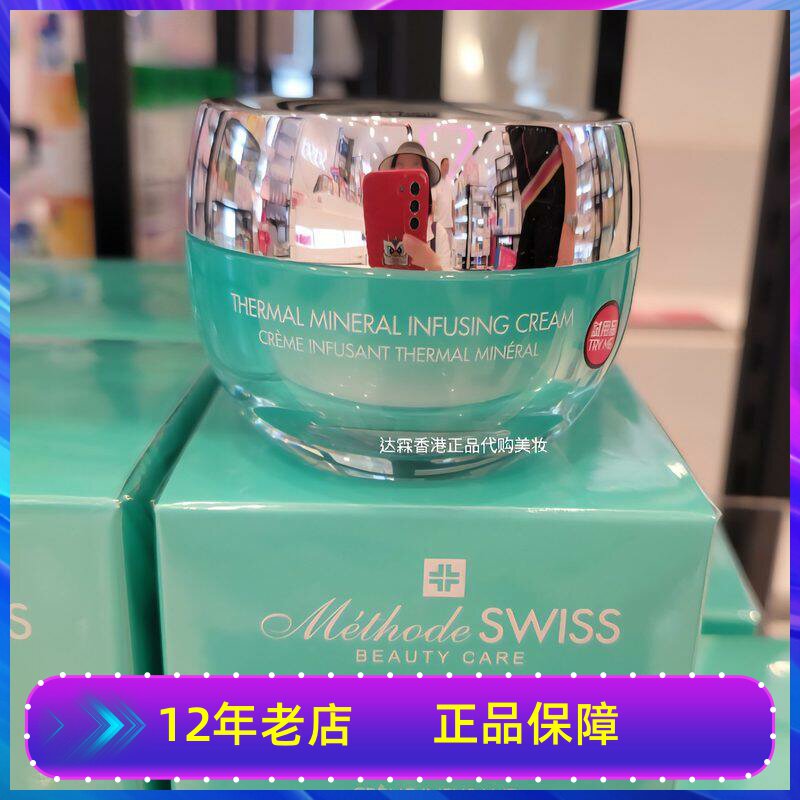 THERMAL MINERAL INFUSING CREAM
CRÈME INFUSANT THERMAL MINÉRAL
試用品
TRY ME
达霖香港正品代购美妆
Méthode SWISS
BEAUTY CARE
S
12年老店 正品保障